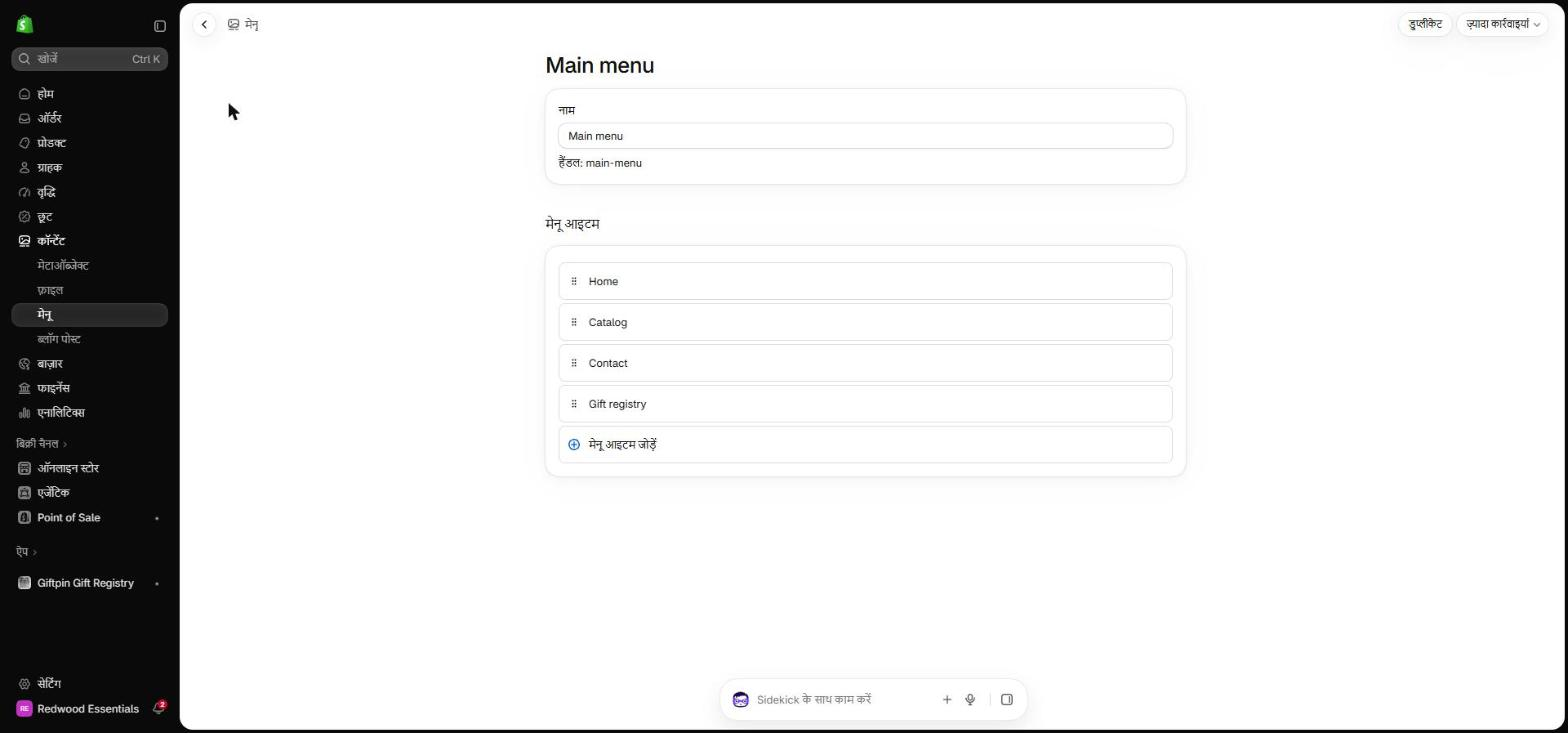 खोजें Ctrl K
होम
ऑर्डर
प्रोडक्ट
ग्राहक
वृद्धि
छूट
कॉन्टेंट
मेटाऑब्जेक्ट
फ़ाइल
मेनू
ब्लॉग पोस्ट
बाज़ार
फाइनेंस
एनालिटिक्स
बिक्री चैनल
ऑनलाइन स्टोर
एजेंटिक
Point of Sale
ऐप
Giftpin Gift Registry
सेटिंग
RE Redwood Essentials 2
मेनू
डुप्लीकेट ज़्यादा कार्रवाइयां
Main menu
नाम
Main menu
हैंडल: main-menu
मेनू आइटम
Home
Catalog
Contact
Gift registry
मेनू आइटम जोड़ें
Sidekick के साथ काम करें